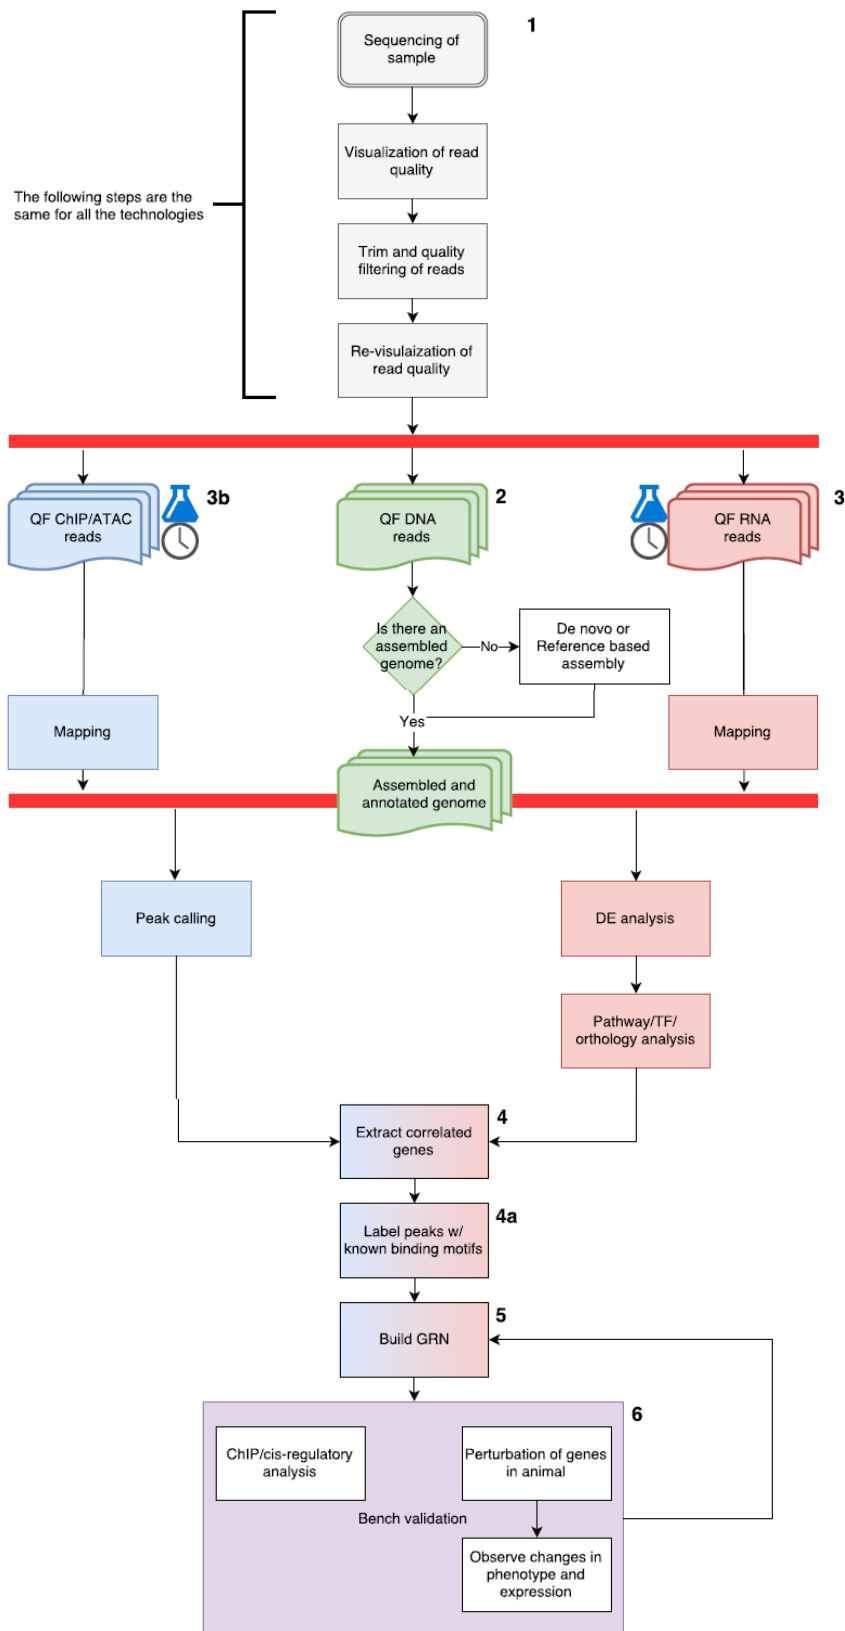 1
Sequencing of
sample
Visualization of read
quality
The following steps are the
same for all the technologies
Trim and quality
filtering of reads
Re-visulaization of
read quality
3b
QF ChIP/ATAC
reads
2
QF DNA
reads
3
QF RNA
reads
Is there an
assembled
genome?
No
De novo or
Reference based
assembly
Yes
Mapping
Mapping
Assembled and
annotated genome
Peak calling
DE analysis
Pathway/TF/
orthology analysis
4
Extract correlated
genes
4a
Label peaks w/
known binding motifs
5
Build GRN
6
ChIP/cis-regulatory
analysis
Perturbation of genes
in animal
Bench validation
Observe changes in
phenotype and
expression